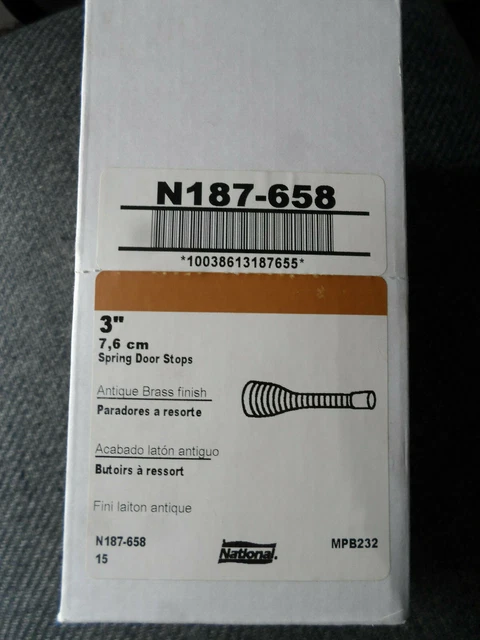 N187-658
*10038613187655*
3"
7,6 cm
Spring Door Stops
Antique Brass finish
Paradores a resorte
Acabado latón antiguo
Butoirs à ressort
Fini laiton antique
N187-658
National.
MPB232
15